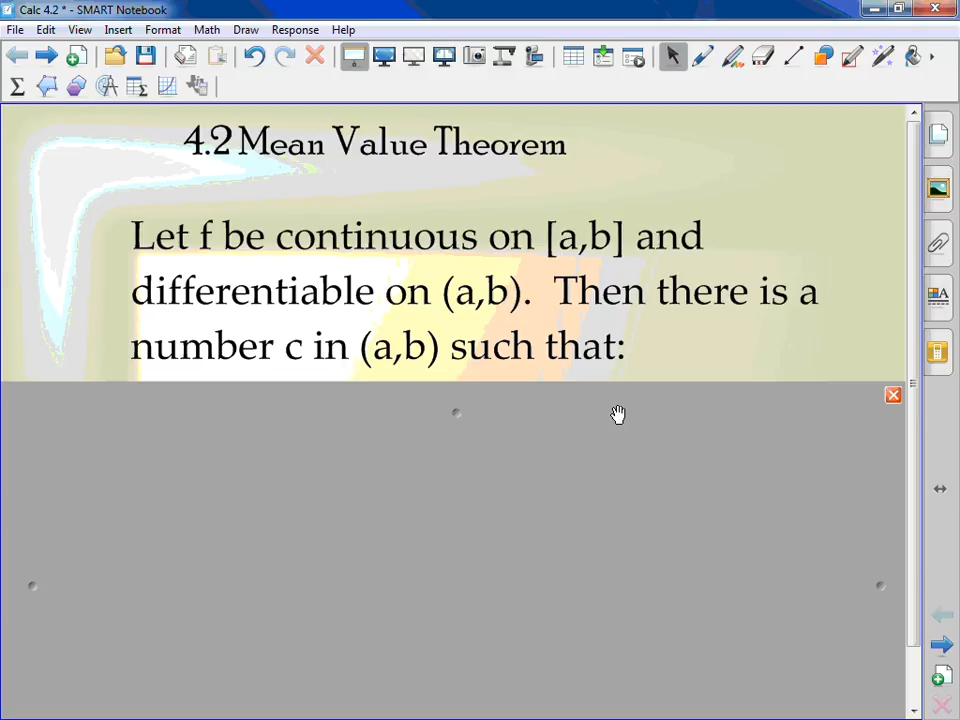 Calc 4.2 * - SMART Notebook
File Edit View Insert Format Math Draw Response Help
4.2 Mean Value Theorem
Let f be continuous on [a,b] and
differentiable on (a,b). Then there is a
number c in (a,b) such that: